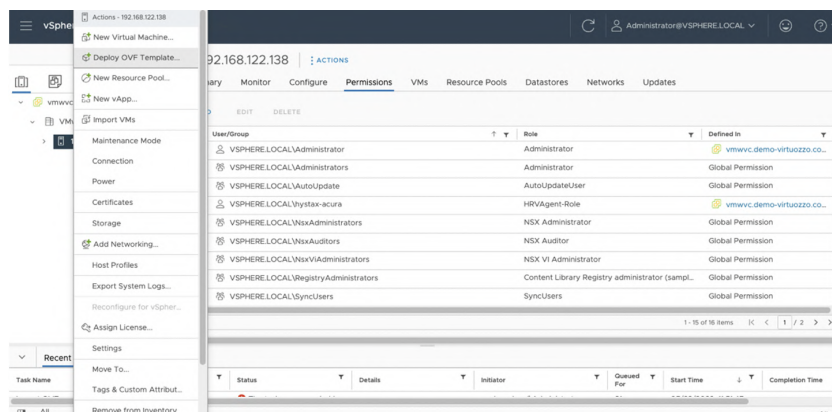 vSphe
Administrator@VSPHERE.LOCAL
Actions - 192.168.122.138
New Virtual Machine...
Deploy OVF Template...
New Resource Pool...
New vApp...
Import VMs
Maintenance Mode
Connection
Power
Certificates
Storage
Add Networking...
Host Profiles
Export System Logs...
Reconfigure for vSpher...
Assign License...
Settings
Move To...
Tags & Custom Attribut...
Remove from Inventory
vmwvc
VMw
1
92.168.122.138
ACTIONS
ary Monitor Configure Permissions VMs Resource Pools Datastores Networks Updates
EDIT DELETE
User/Group Role Defined In
VSPHERE.LOCAL\Administrator Administrator vmwvc.demo-virtuozzo.co...
VSPHERE.LOCAL\Administrators Administrator Global Permission
VSPHERE.LOCAL\AutoUpdate AutoUpdateUser Global Permission
VSPHERE.LOCAL\hystax-acura HRVAgent-Role vmwvc.demo-virtuozzo.co...
VSPHERE.LOCAL\NsxAdministrators NSX Administrator Global Permission
VSPHERE.LOCAL\NsxAuditors NSX Auditor Global Permission
VSPHERE.LOCAL\NsxViAdministrators NSX VI Administrator Global Permission
VSPHERE.LOCAL\RegistryAdministrators Content Library Registry administrator (sampl... Global Permission
VSPHERE.LOCAL\SyncUsers SyncUsers Global Permission
1 - 15 of 16 items 1 / 2
Recent
Task Name Status Details Initiator Queued For Start Time Completion Time
All